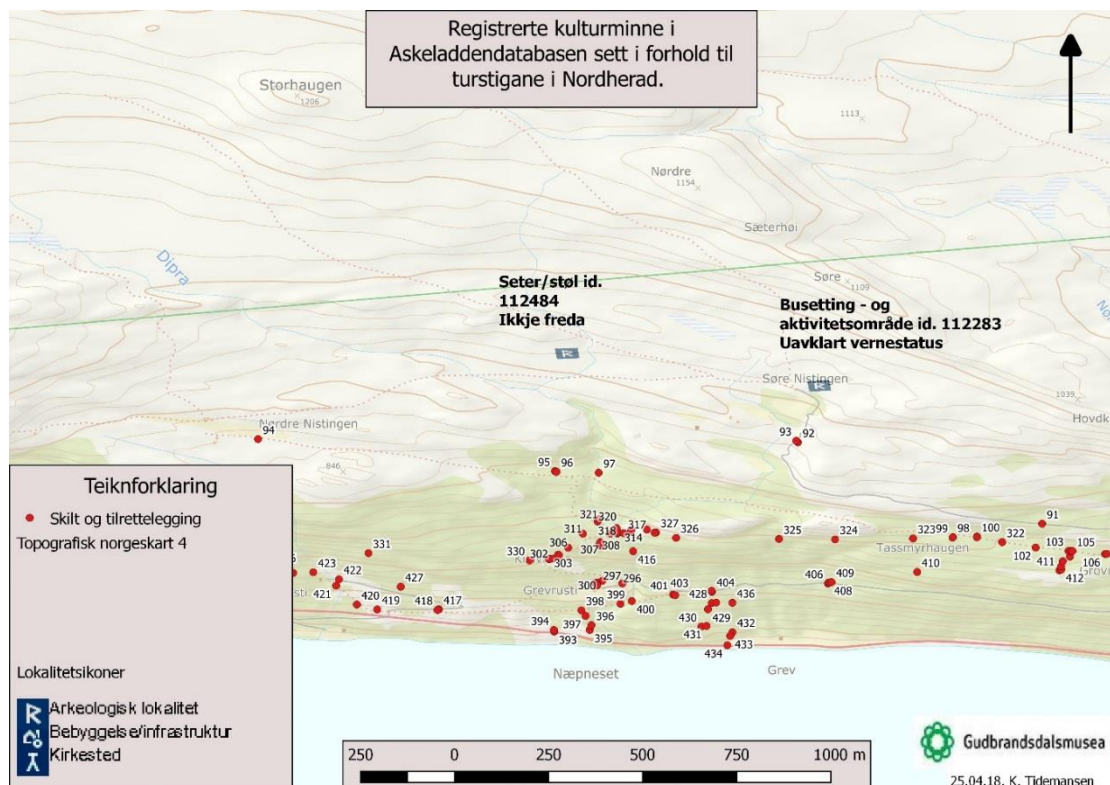 Registrerte kulturminne i
Askeladdendatabasen sett i forhold til
turstigane i Nordherad.
Storhaugen
1206
1113
Nørdre
1154
Sæterhøi
Dipra
Søre
1109
Seter/støl id.
112484
Ikkje freda
Busetting - og
aktivitetsområde id. 112283
Uavklart vernestatus
Søre Nistingen
1039
Nørdre Nistingen
94
846
93 92
95 96 97
321 320
311 318 317 327 326
314
325 324
323 99 98 100 322
91
103 105
102 411 106
412
Tassmyrhaugen
410
331
330 302 306 307 308 416
303
423 422
421
427
420 419 418 417
300 297 296
Grevrusti
399 401 403 404 436
398 400 428
396
430 429
394 397 431 432
393 395 433
434
406 409
408
Næpneset
Grev
Teiknforklaring
Skilt og tilrettelegging
Topografisk norgeskart 4
Lokalitetsikoner
Arkeologisk lokalitet
Bebyggelse/infrastruktur
Kirkested
250 0 250 500 750 1000 m
Gudbrandsdalsmusea
25.04.18. K. Tidemansen